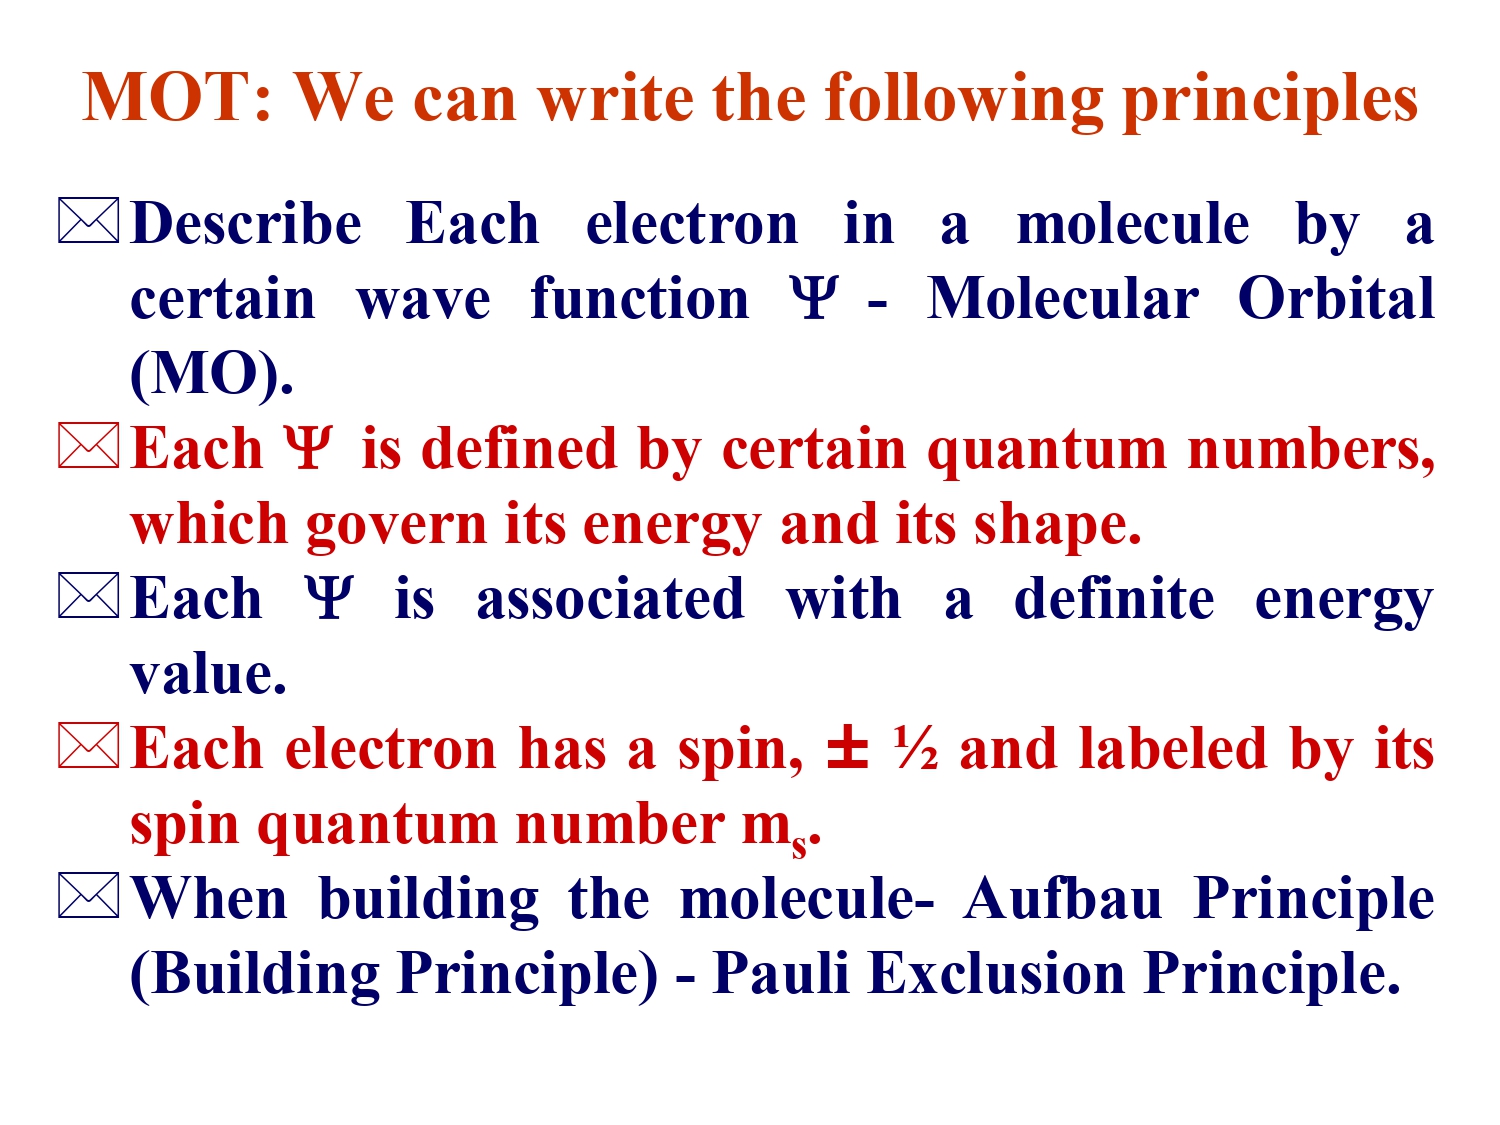 MOT: We can write the following principles
Describe Each electron in a molecule by a
certain wave function Ψ - Molecular Orbital
(MO).
Each Ψ is defined by certain quantum numbers,
which govern its energy and its shape.
Each Ψ is associated with a definite energy
value.
Each electron has a spin, ± ½ and labeled by its
spin quantum number mₛ.
When building the molecule- Aufbau Principle
(Building Principle) - Pauli Exclusion Principle.